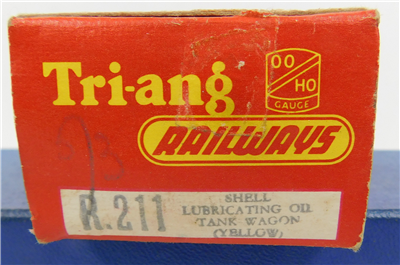 Tri-ang
OO
HO
GAUGE
RAILWAYS
R.211
SHELL
LUBRICATING OIL
TANK WAGON
(YELLOW)